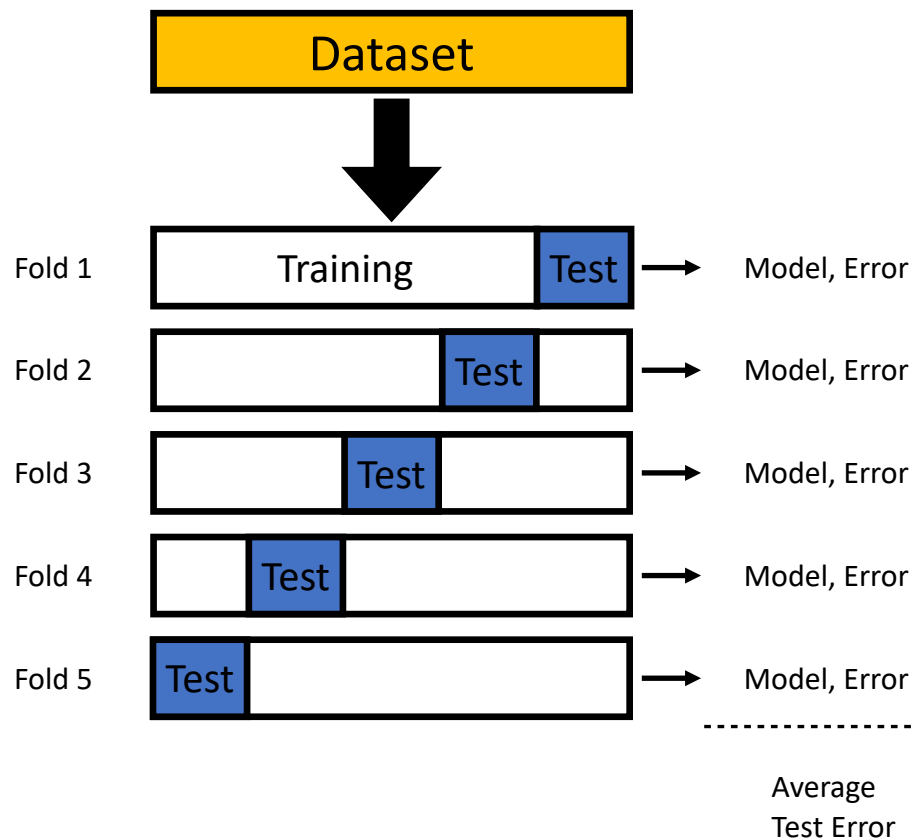 Dataset
Fold 1 Training Test Model, Error
Fold 2 Test Model, Error
Fold 3 Test Model, Error
Fold 4 Test Model, Error
Fold 5 Test Model, Error
Average
Test Error